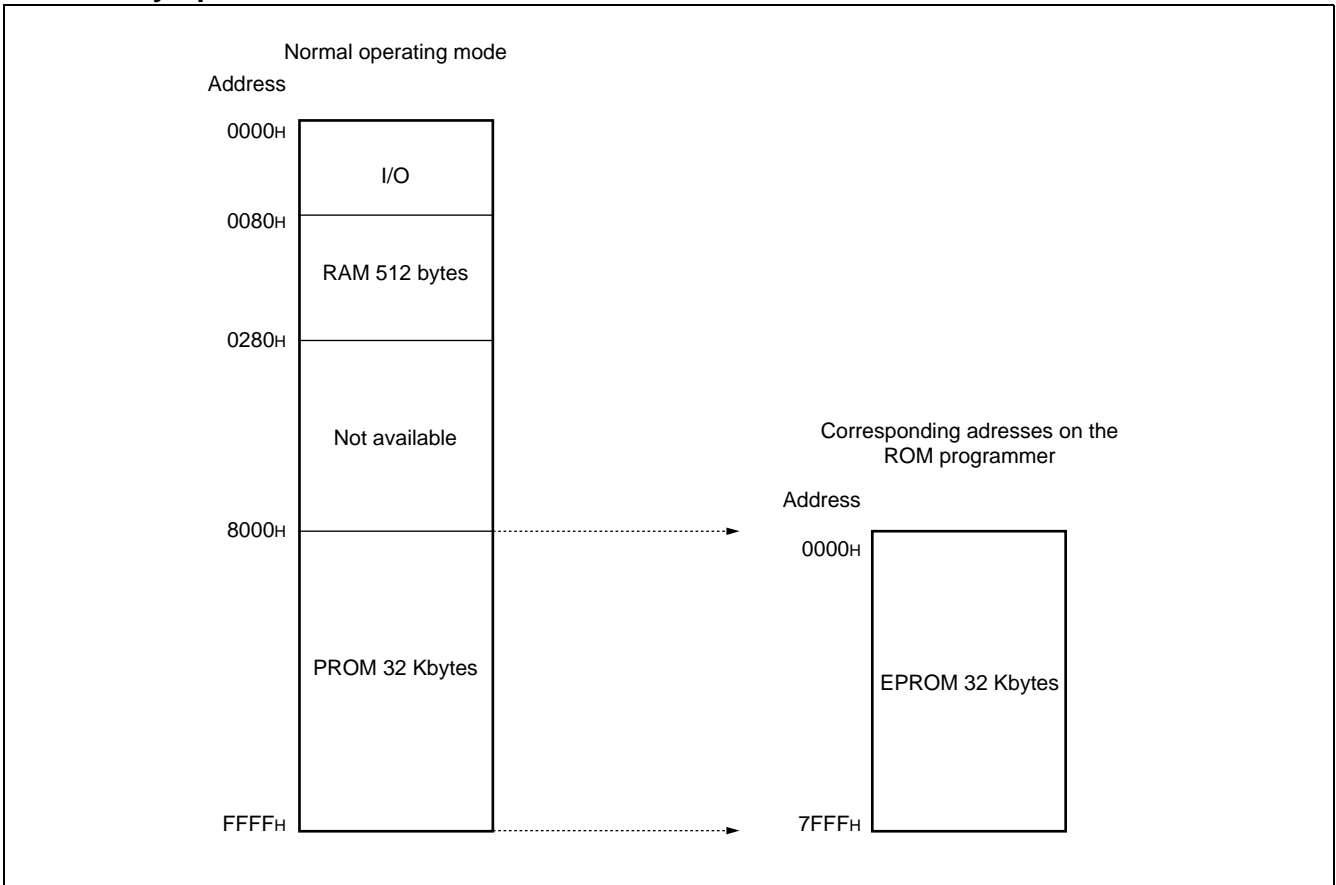 Normal operating mode
Address
0000H
I/O
0080H
RAM 512 bytes
0280H
Not available
Corresponding adresses on the
ROM programmer
Address
8000H
0000H
PROM 32 Kbytes
EPROM 32 Kbytes
FFFFH
7FFFH